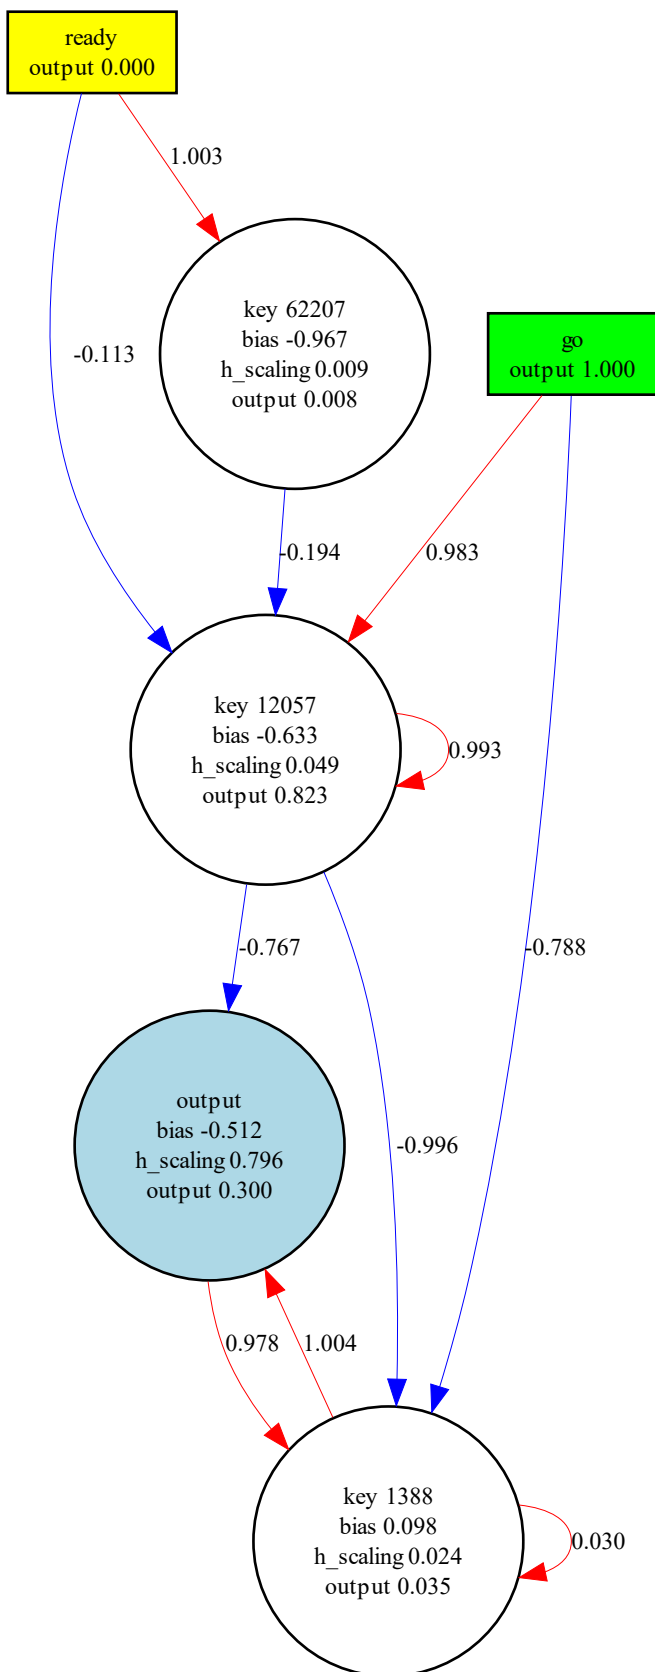 ready
output 0.000
1.003
key 62207
bias -0.967
h_scaling 0.009
output 0.008
go
output 1.000
-0.113
-0.194
0.983
key 12057
bias -0.633
h_scaling 0.049
output 0.823
0.993
-0.767
-0.788
output
bias -0.512
h_scaling 0.796
output 0.300
-0.996
0.978
1.004
key 1388
bias 0.098
h_scaling 0.024
output 0.035
0.030